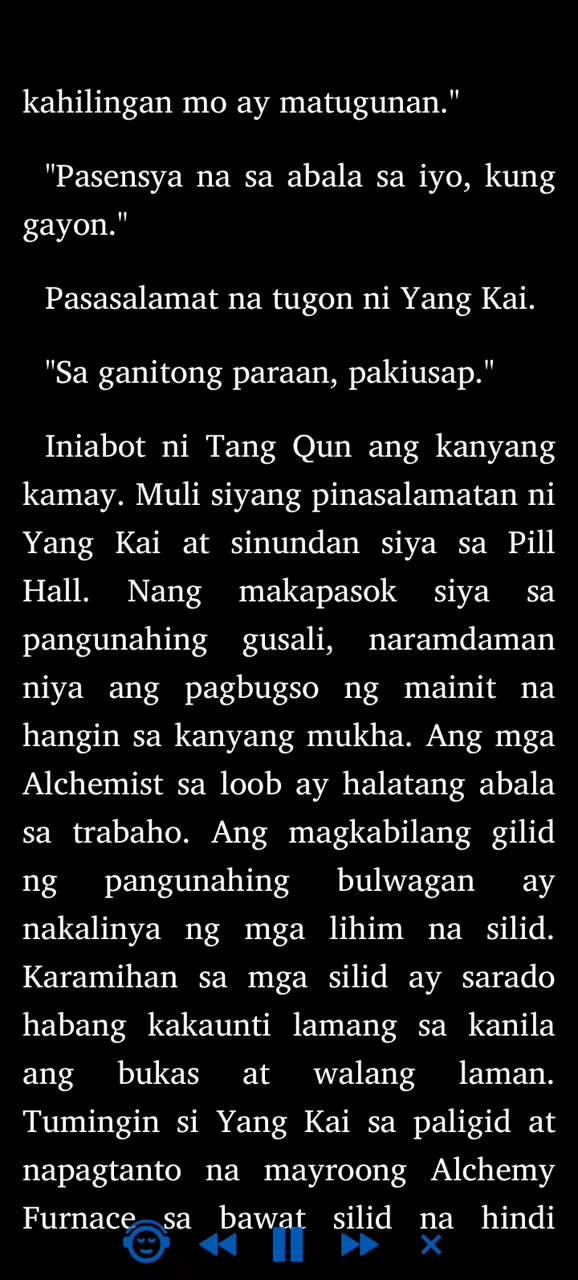 kahilingan mo ay matugunan."
"Pasensya na sa abala sa iyo, kung
gayon."
Pasasalamat na tugon ni Yang Kai.
"Sa ganitong paraan, pakiusap."
Iniabot ni Tang Qun ang kanyang
kamay. Muli siyang pinasalamatan ni
Yang Kai at sinundan siya sa Pill
Hall. Nang makapasok siya sa
pangunahing gusali, naramdaman
niya ang pagbugso ng mainit na
hangin sa kanyang mukha. Ang mga
Alchemist sa loob ay halatang abala
sa trabaho. Ang magkabilang gilid
ng pangunahing bulwagan ay
nakalinya ng mga lihim na silid.
Karamihan sa mga silid ay sarado
habang kakaunti lamang sa kanila
ang bukas at walang laman.
Tumingin si Yang Kai sa paligid at
napagtanto na mayroong Alchemy
Furnace sa bawat silid na hindi